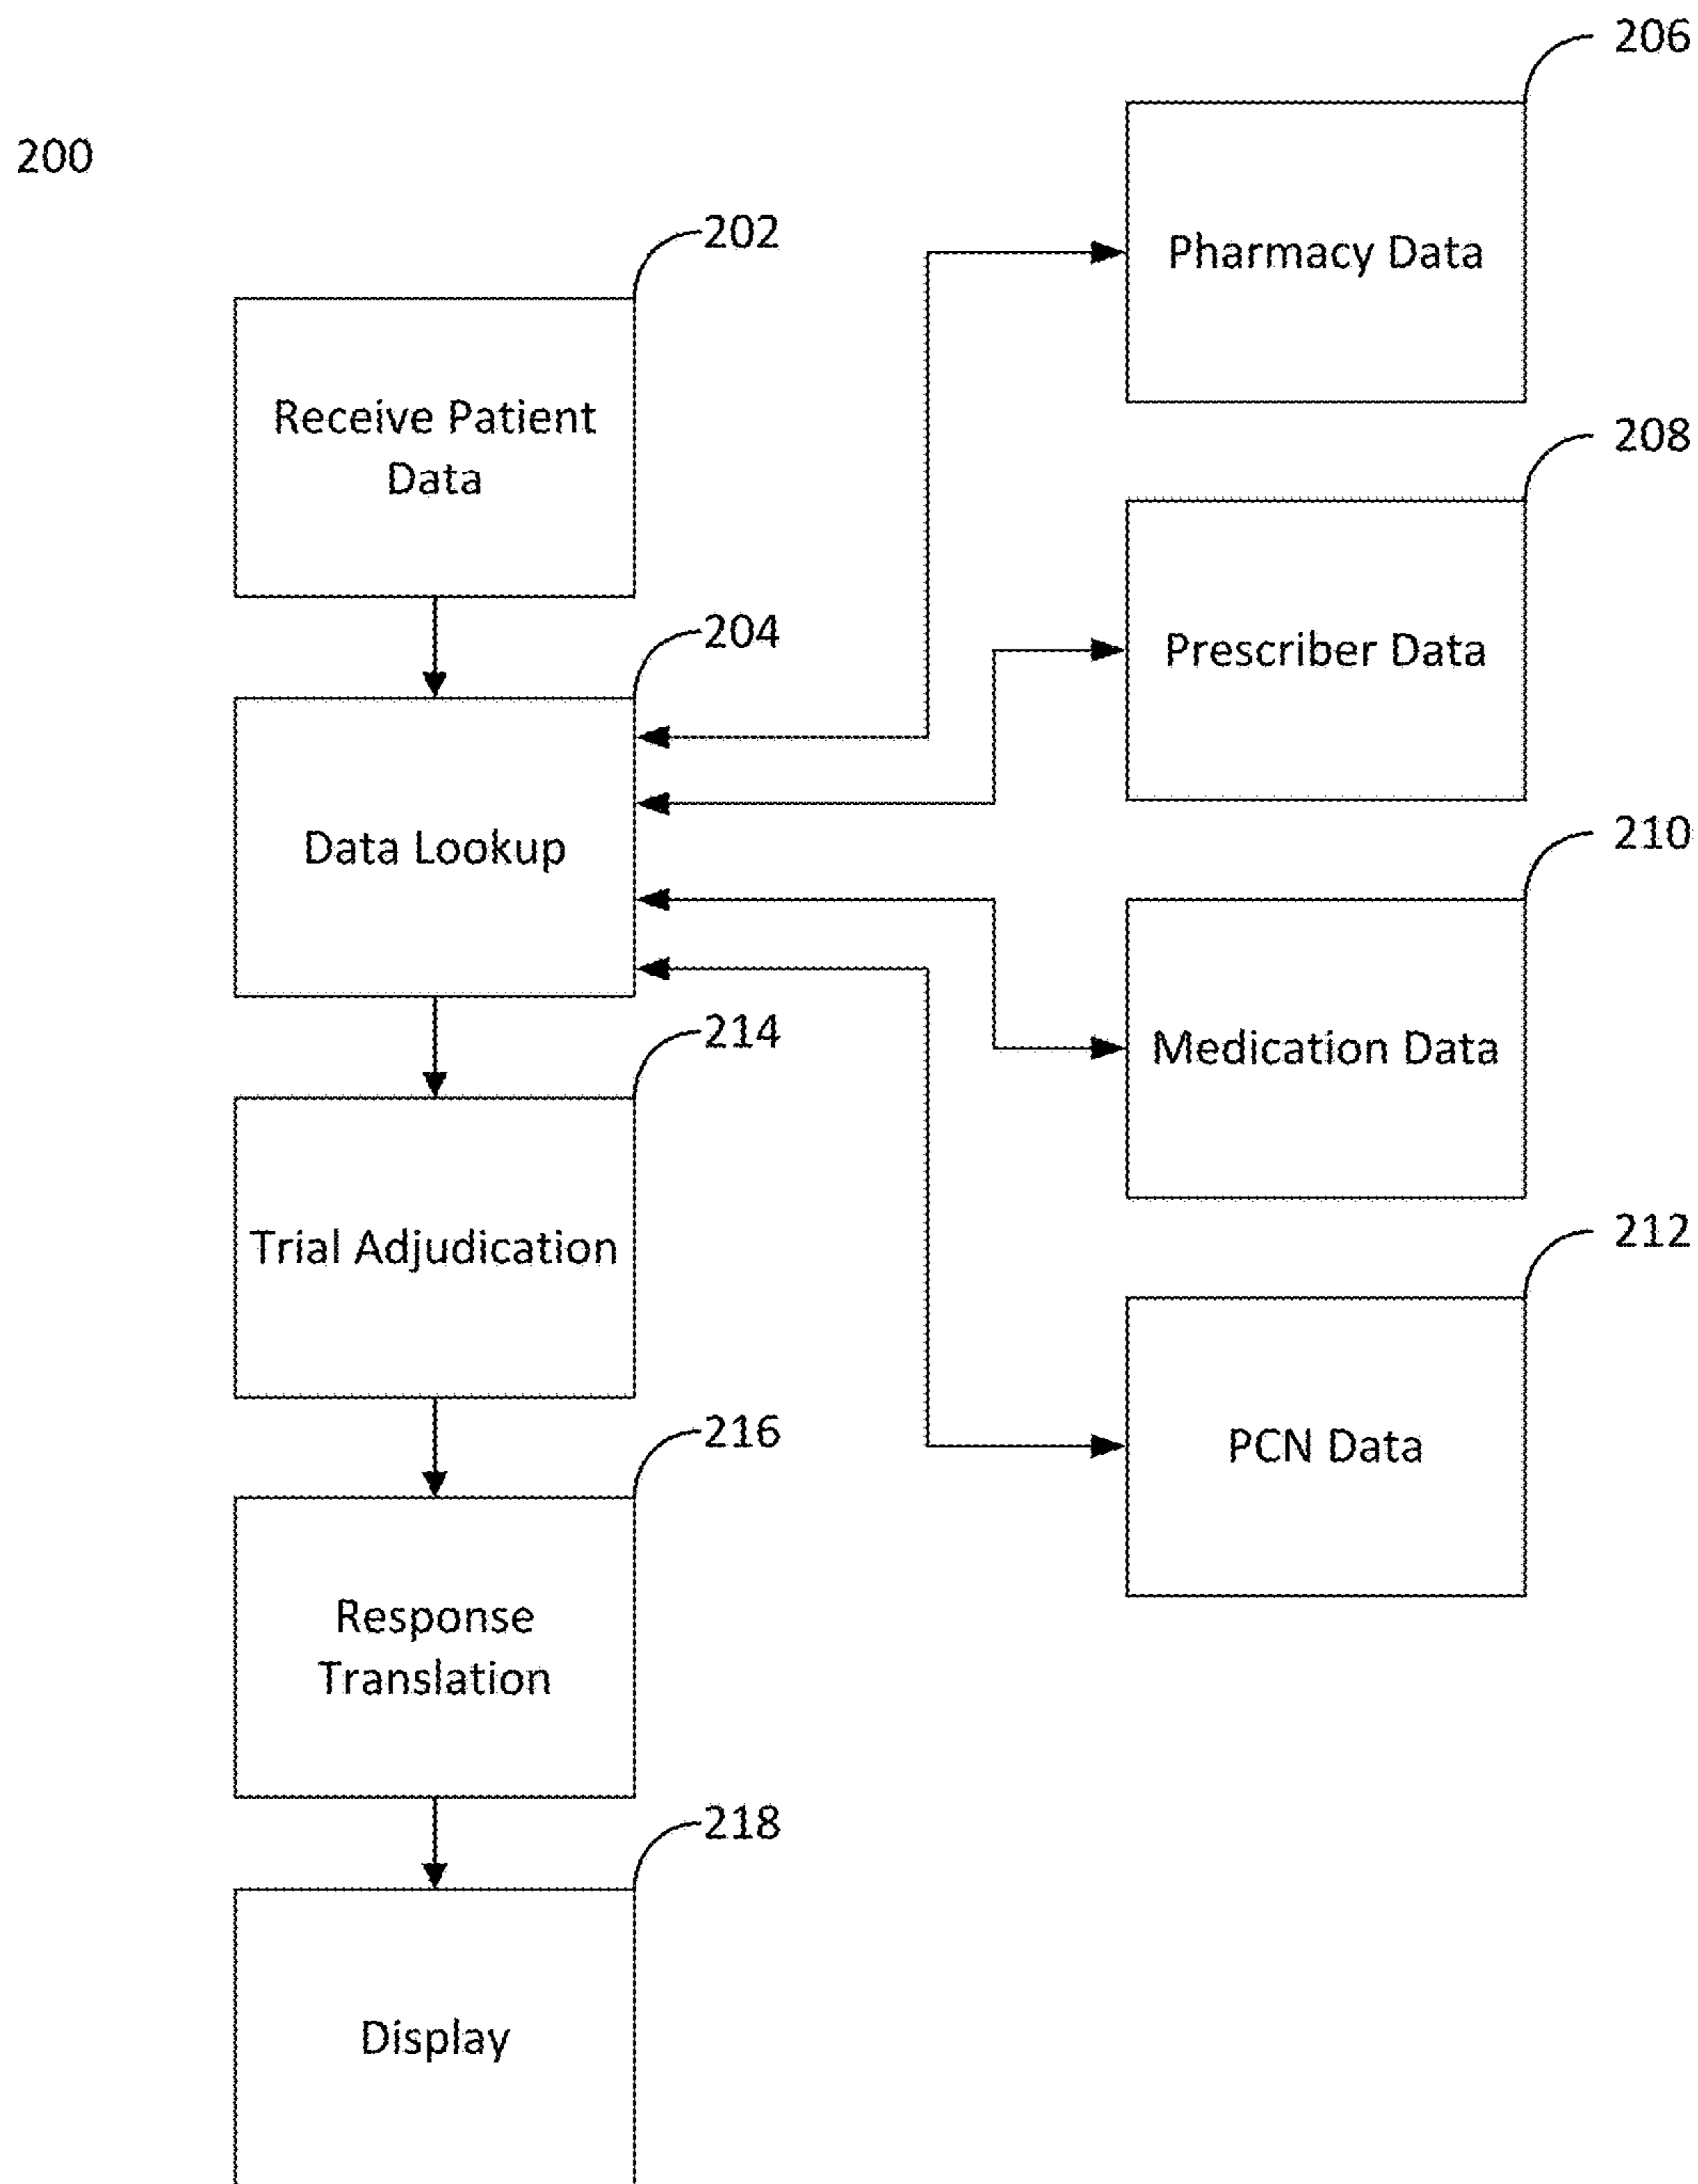 200
202
Receive Patient
Data
204
Data Lookup
214
Trial Adjudication
216
Response
Translation
218
Display
206
Pharmacy Data
208
Prescriber Data
210
Medication Data
212
PCN Data